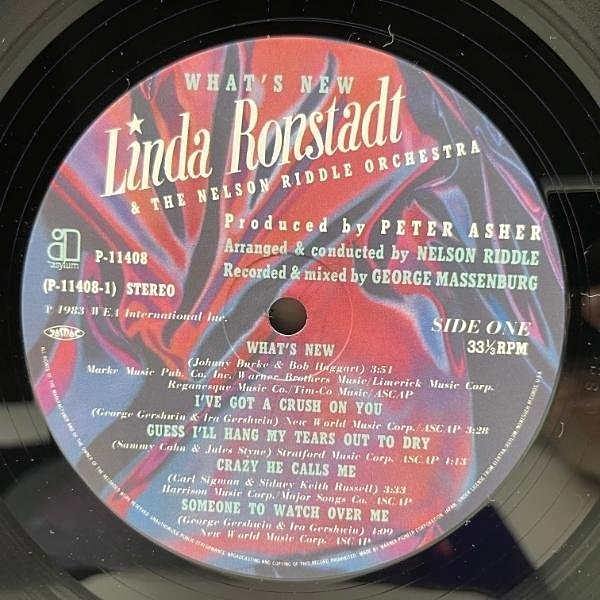 WHAT'S NEW
Linda Ronstadt
& THE NELSON RIDDLE ORCHESTRA
Produced by PETER ASHER
Arranged & conducted by NELSON RIDDLE
Recorded & mixed by GEORGE MASSENBURG
asylum
P-11408
(P-11408-1) STEREO
℗ 1983 WEA International Inc.
SIDE ONE
33⅓RPM
WHAT'S NEW
(Johnny Burke & Bob Haggart) 3:51
Marke Music Pub. Co. Inc. Warner Brothers Music/Limerick Music Corp.
Reganesque Music Co./Tim-Co Music/ASCAP
I'VE GOT A CRUSH ON YOU
(George Gershwin & Ira Gershwin) New World Music Corp./ASCAP 3:28
GUESS I'LL HANG MY TEARS OUT TO DRY
(Sammy Cahn & Jules Styne) Stratford Music Corp./ASCAP 4:13
CRAZY HE CALLS ME
(Carl Sigman & Sidney Keith Russell) 3:33
Harrison Music Corp./Major Songs Co. ASCAP
SOMEONE TO WATCH OVER ME
(George Gershwin & Ira Gershwin) 4:09
New World Music Corp./ASCAP